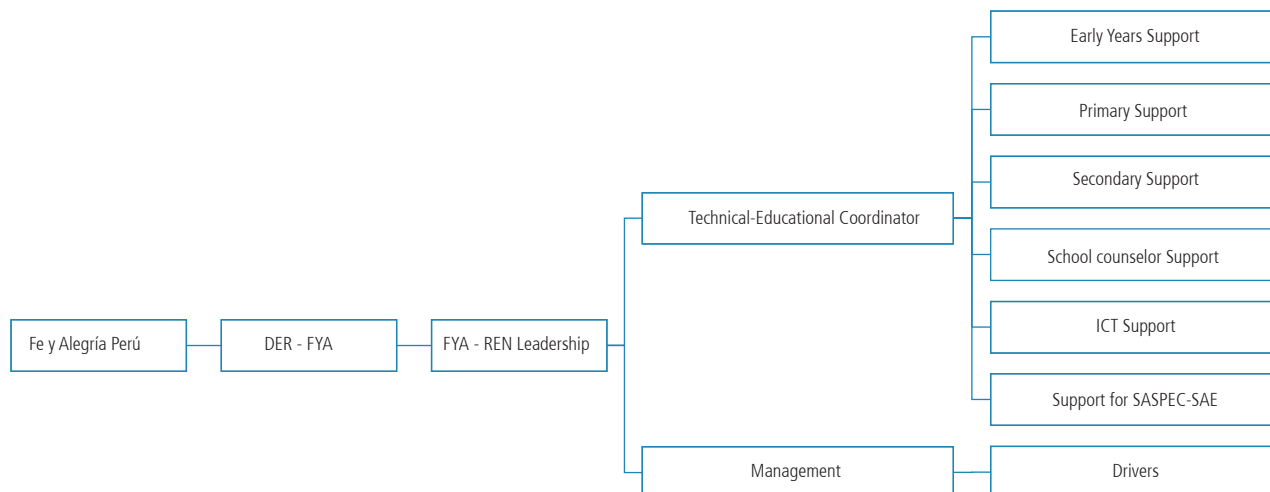 Early Years Support
Primary Support
Secondary Support
Technical-Educational Coordinator
School counselor Support
ICT Support
Fe y Alegría Perú
DER - FYA
FYA - REN Leadership
Support for SASPEC-SAE
Management
Drivers